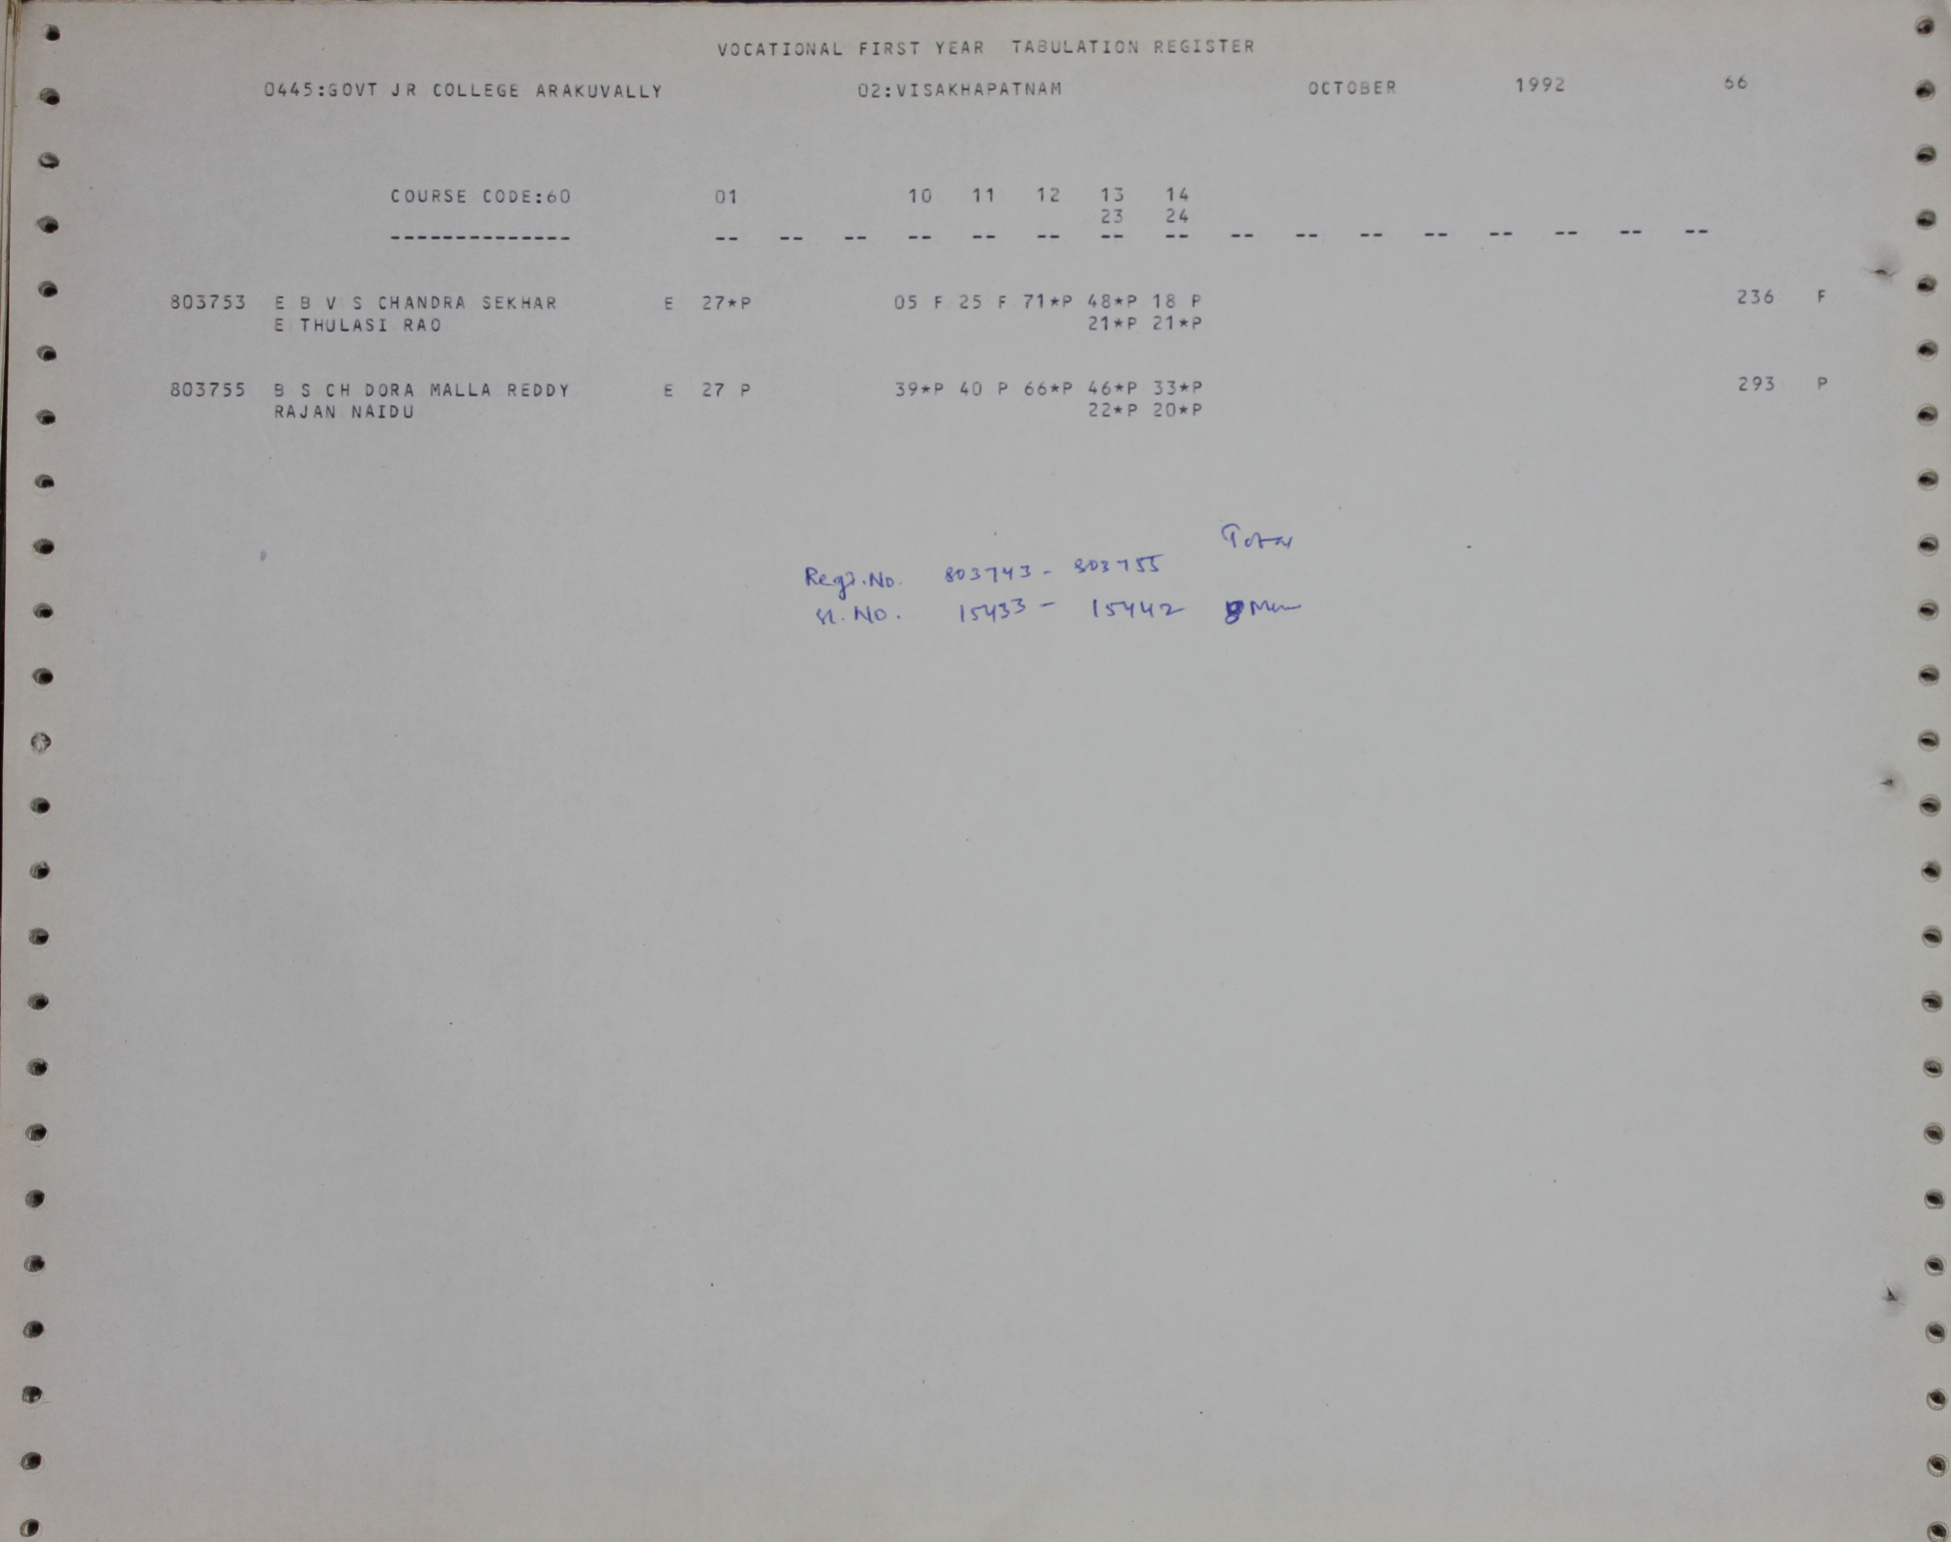 VOCATIONAL FIRST YEAR TABULATION REGISTER
0445:GOVT JR COLLEGE ARAKUVALLY 02:VISAKHAPATNAM OCTOBER 1992 66
COURSE CODE:60 01 10 11 12 13 14
23 24
-------------- -- -- -- -- -- -- -- -- -- -- -- -- -- -- -- --
803753 E B V S CHANDRA SEKHAR E 27*P 05 F 25 F 71*P 48*P 18 P 236 F
E THULASI RAO 21*P 21*P
803755 B S CH DORA MALLA REDDY E 27 P 39*P 40 P 66*P 46*P 33*P 293 P
RAJAN NAIDU 22*P 20*P
Total
Regd.No. 803743 - 803755
Sl. No. 15433 - 15442